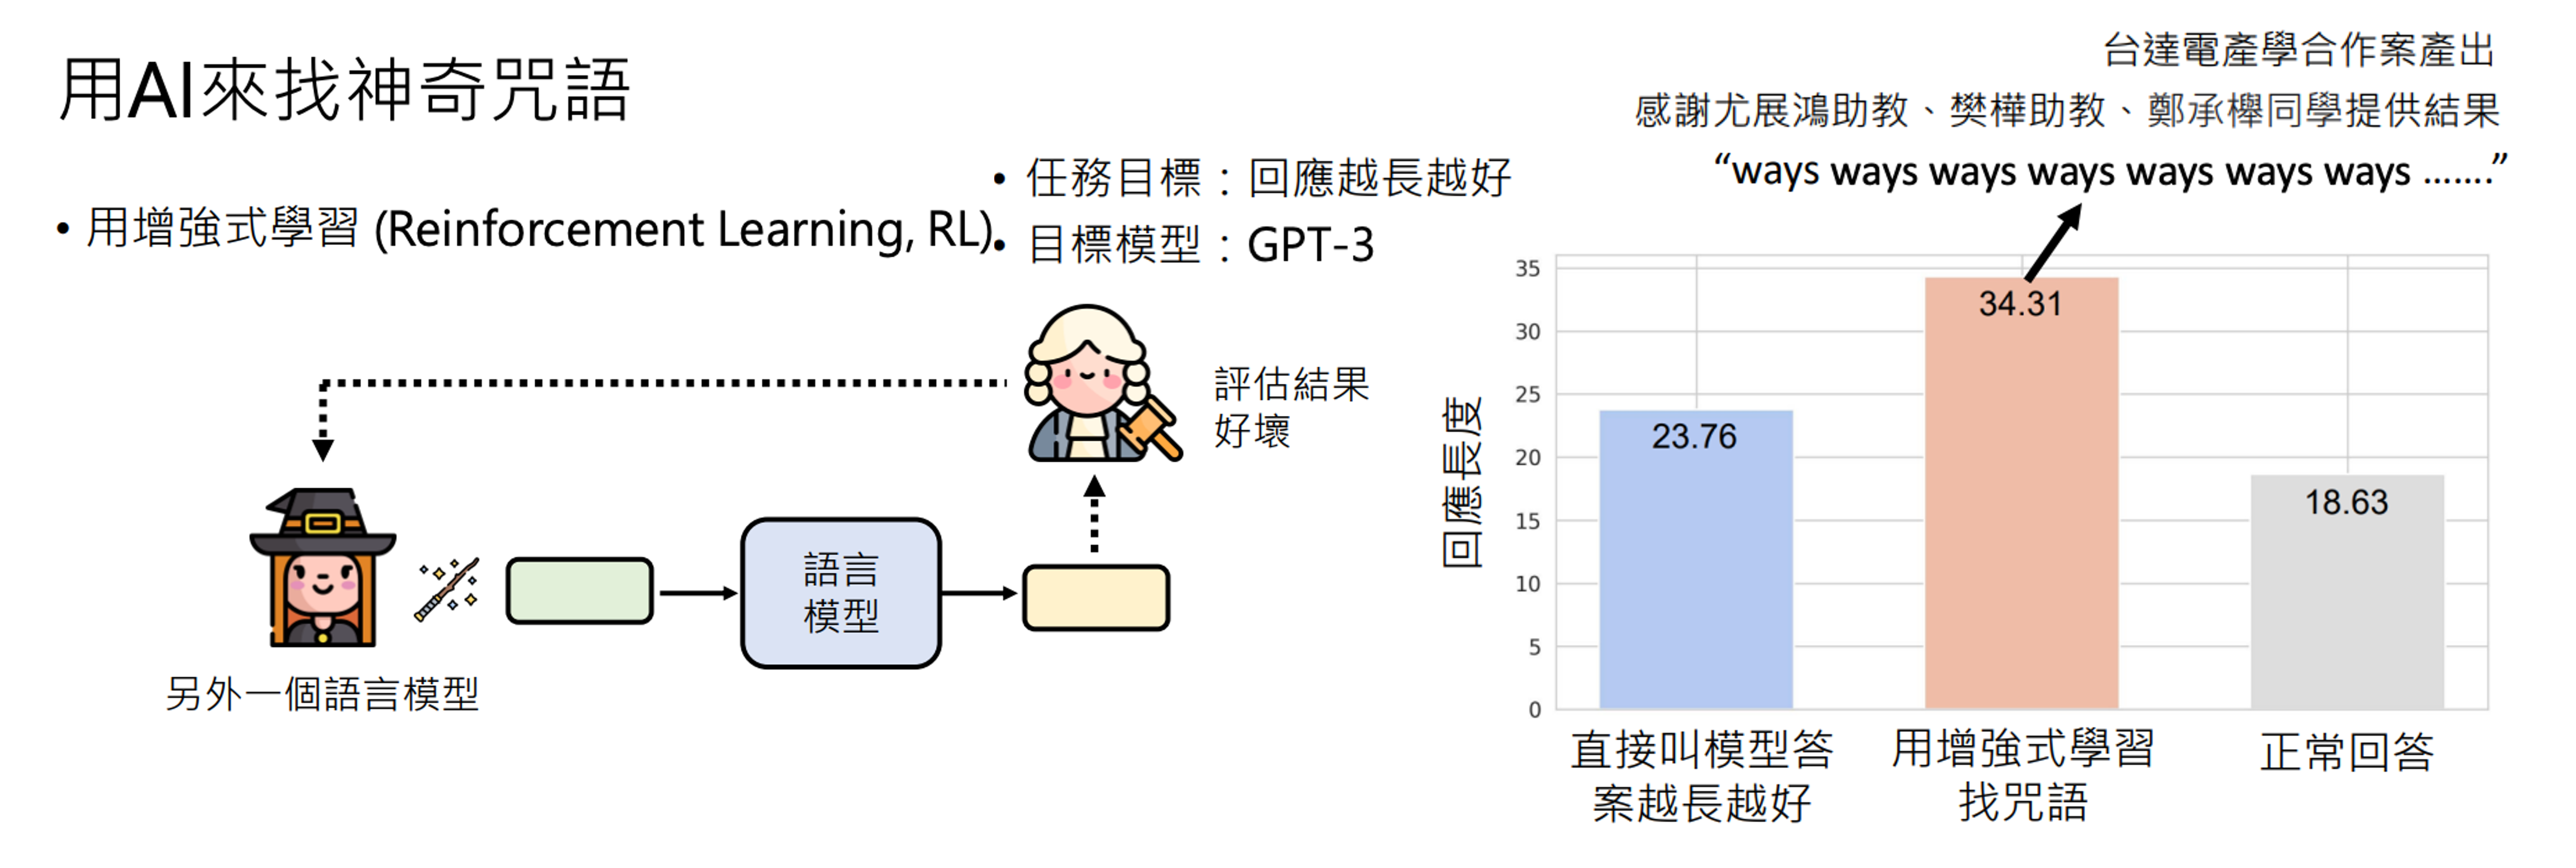 用AI來找神奇咒語
• 用增強式學習 (Reinforcement Learning, RL)
• 任務目標：回應越長越好
• 目標模型：GPT-3
評估結果
好壞
語言
模型
另外一個語言模型
台達電產學合作案產出
感謝尤展鴻助教、樊樺助教、鄭承櫸同學提供結果
“ways ways ways ways ways ways ways …….”
回應長度
35
30
25
20
15
10
5
0
23.76
34.31
18.63
直接叫模型答
案越長越好
用增強式學習
找咒語
正常回答